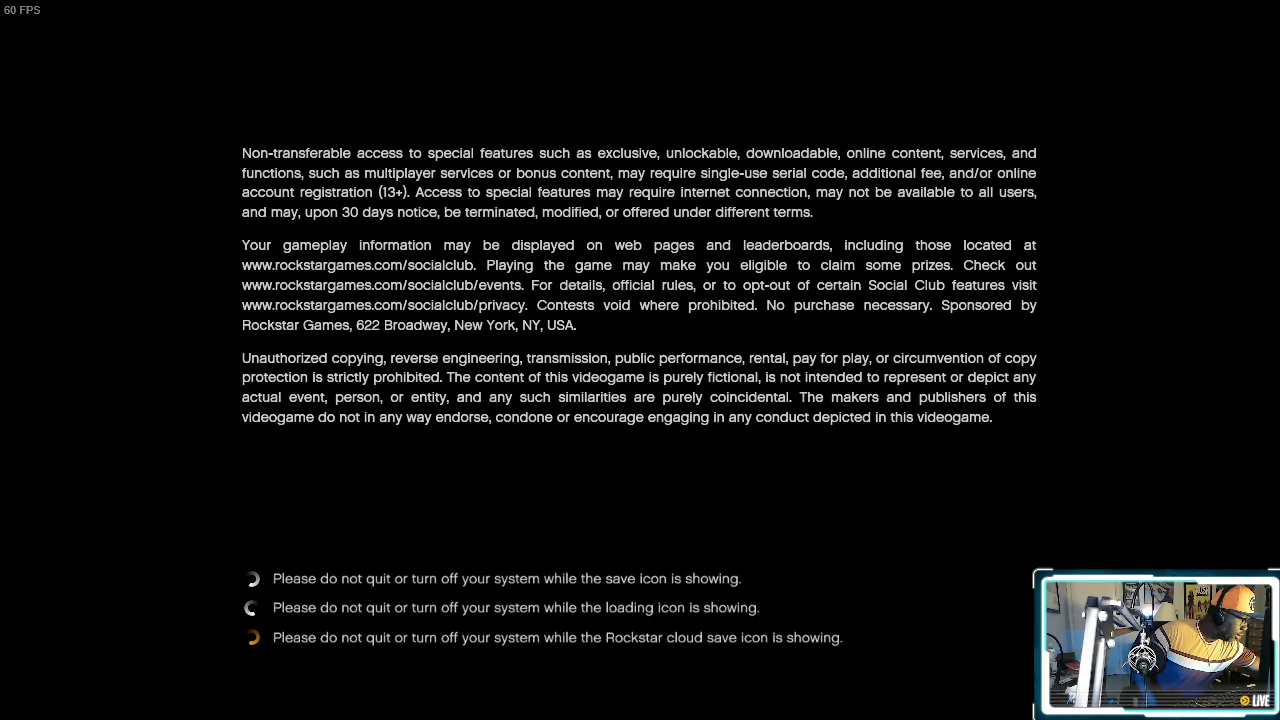 60 FPS
Non-transferable access to special features such as exclusive, unlockable, downloadable, online content, services, and
functions, such as multiplayer services or bonus content, may require single-use serial code, additional fee, and/or online
account registration (13+). Access to special features may require internet connection, may not be available to all users,
and may, upon 30 days notice, be terminated, modified, or offered under different terms.
Your gameplay information may be displayed on web pages and leaderboards, including those located at
www.rockstargames.com/socialclub. Playing the game may make you eligible to claim some prizes. Check out
www.rockstargames.com/socialclub/events. For details, official rules, or to opt-out of certain Social Club features visit
www.rockstargames.com/socialclub/privacy. Contests void where prohibited. No purchase necessary. Sponsored by
Rockstar Games, 622 Broadway, New York, NY, USA.
Unauthorized copying, reverse engineering, transmission, public performance, rental, pay for play, or circumvention of copy
protection is strictly prohibited. The content of this videogame is purely fictional, is not intended to represent or depict any
actual event, person, or entity, and any such similarities are purely coincidental. The makers and publishers of this
videogame do not in any way endorse, condone or encourage engaging in any conduct depicted in this videogame.
Please do not quit or turn off your system while the save icon is showing.
Please do not quit or turn off your system while the loading icon is showing.
Please do not quit or turn off your system while the Rockstar cloud save icon is showing.
LIVE